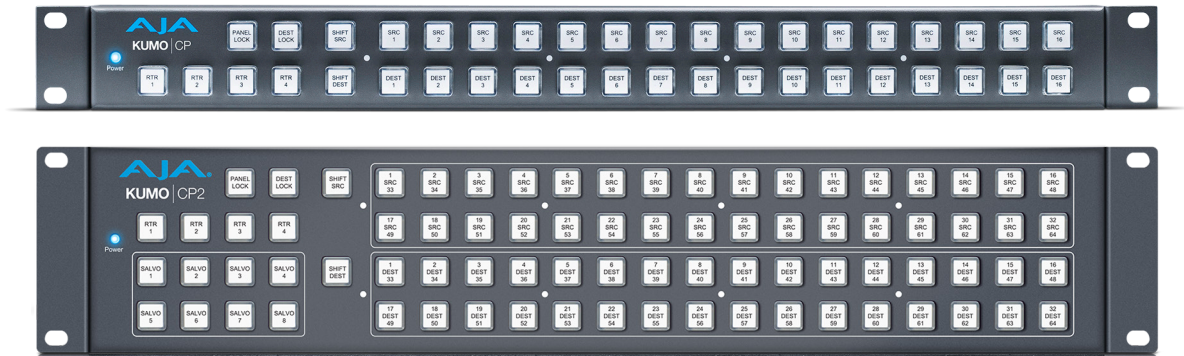 AJA
KUMO | CP
Power
PANEL LOCK DEST LOCK SHIFT SRC SRC 1 SRC 2 SRC 3 SRC 4 SRC 5 SRC 6 SRC 7 SRC 8 SRC 9 SRC 10 SRC 11 SRC 12 SRC 13 SRC 14 SRC 15 SRC 16
RTR 1 RTR 2 RTR 3 RTR 4 SHIFT DEST DEST 1 DEST 2 DEST 3 DEST 4 DEST 5 DEST 6 DEST 7 DEST 8 DEST 9 DEST 10 DEST 11 DEST 12 DEST 13 DEST 14 DEST 15 DEST 16
AJA®
KUMO | CP2
Power
PANEL LOCK DEST LOCK SHIFT SRC 1 SRC 33 2 SRC 34 3 SRC 35 4 SRC 36 5 SRC 37 6 SRC 38 7 SRC 39 8 SRC 40 9 SRC 41 10 SRC 42 11 SRC 43 12 SRC 44 13 SRC 45 14 SRC 46 15 SRC 47 16 SRC 48
RTR 1 RTR 2 RTR 3 RTR 4 17 SRC 49 18 SRC 50 19 SRC 51 20 SRC 52 21 SRC 53 22 SRC 54 23 SRC 55 24 SRC 56 25 SRC 57 26 SRC 58 27 SRC 59 28 SRC 60 29 SRC 61 30 SRC 62 31 SRC 63 32 SRC 64
SALVO 1 SALVO 2 SALVO 3 SALVO 4 SHIFT DEST 1 DEST 33 2 DEST 34 3 DEST 35 4 DEST 36 5 DEST 37 6 DEST 38 7 DEST 39 8 DEST 40 9 DEST 41 10 DEST 42 11 DEST 43 12 DEST 44 13 DEST 45 14 DEST 46 15 DEST 47 16 DEST 48
SALVO 5 SALVO 6 SALVO 7 SALVO 8 17 DEST 49 18 DEST 50 19 DEST 51 20 DEST 52 21 DEST 53 22 DEST 54 23 DEST 55 24 DEST 56 25 DEST 57 26 DEST 58 27 DEST 59 28 DEST 60 29 DEST 61 30 DEST 62 31 DEST 63 32 DEST 64